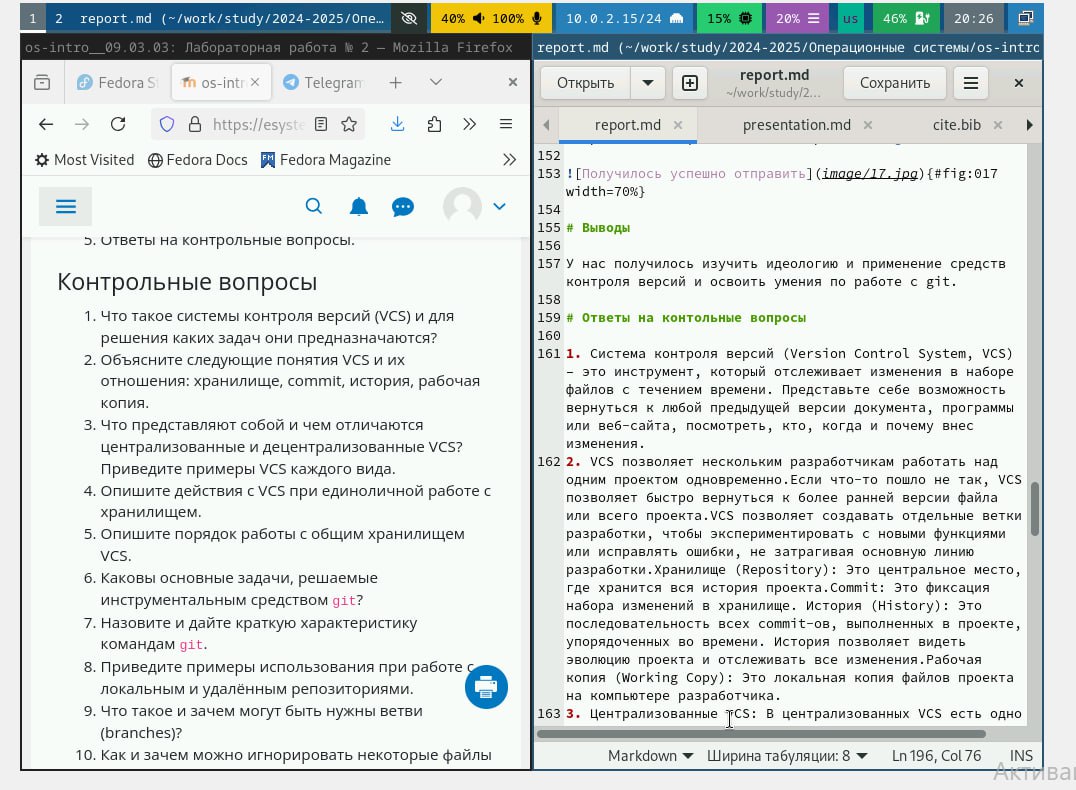 1 2 report.md (~/work/study/2024-2025/Опе… 40% 100% 10.0.2.15/24 15% 20% us 46% 20:26
os-intro__09.03.03: Лабораторная работа № 2 — Mozilla Firefox
Fedora S os-intr Telegram
https://esyste
Most Visited Fedora Docs Fedora Magazine
5. Ответы на контрольные вопросы.
Контрольные вопросы
1. Что такое системы контроля версий (VCS) и для
решения каких задач они предназначаются?
2. Объясните следующие понятия VCS и их
отношения: хранилище, commit, история, рабочая
копия.
3. Что представляют собой и чем отличаются
централизованные и децентрализованные VCS?
Приведите примеры VCS каждого вида.
4. Опишите действия с VCS при единоличной работе с
хранилищем.
5. Опишите порядок работы с общим хранилищем
VCS.
6. Каковы основные задачи, решаемые
инструментальным средством git?
7. Назовите и дайте краткую характеристику
командам git.
8. Приведите примеры использования при работе с
локальным и удалённым репозиториями.
9. Что такое и зачем могут быть нужны ветви
(branches)?
10. Как и зачем можно игнорировать некоторые файлы
report.md (~/work/study/2024-2025/Операционные системы/os-intro
Открыть report.md Сохранить
~/work/study/2…
report.md presentation.md cite.bib
152
153 ![Получилось успешно отправить](image/17.jpg){#fig:017
width=70%}
154
155 # Выводы
156
157 У нас получилось изучить идеологию и применение средств
контроля версий и освоить умения по работе с git.
158
159 # Ответы на контольные вопросы
160
161 1. Система контроля версий (Version Control System, VCS)
– это инструмент, который отслеживает изменения в наборе
файлов с течением времени. Представьте себе возможность
вернуться к любой предыдущей версии документа, программы
или веб-сайта, посмотреть, кто, когда и почему внес
изменения.
162 2. VCS позволяет нескольким разработчикам работать над
одним проектом одновременно.Если что-то пошло не так, VCS
позволяет быстро вернуться к более ранней версии файла
или всего проекта.VCS позволяет создавать отдельные ветки
разработки, чтобы экспериментировать с новыми функциями
или исправлять ошибки, не затрагивая основную линию
разработки.Хранилище (Repository): Это центральное место,
где хранится вся история проекта.Commit: Это фиксация
набора изменений в хранилище. История (History): Это
последовательность всех commit-ов, выполненных в проекте,
упорядоченных во времени. История позволяет видеть
эволюцию проекта и отслеживать все изменения.Рабочая
копия (Working Copy): Это локальная копия файлов проекта
на компьютере разработчика.
163 3. Централизованные VCS: В централизованных VCS есть одно
Markdown Ширина табуляции: 8 Ln 196, Col 76 INS
Актива